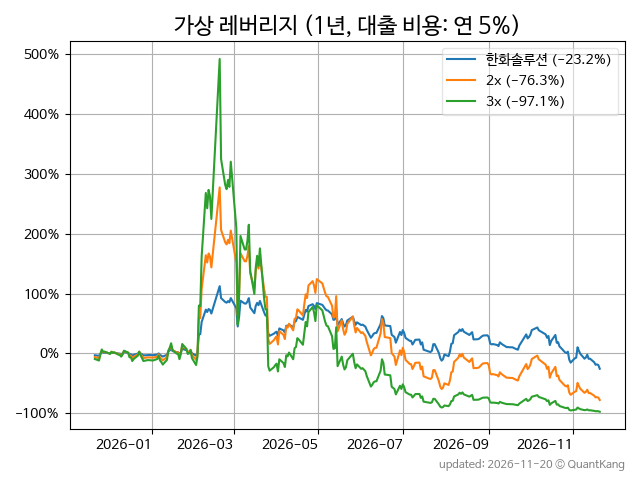 가상 레버리지 (1년, 대출 비용: 연 5%)
500%
400%
300%
200%
100%
0%
−100%
한화솔루션 (-23.2%)
2x (-76.3%)
3x (-97.1%)
2026-01
2026-03
2026-05
2026-07
2026-09
2026-11
updated: 2026-11-20 © QuantKang